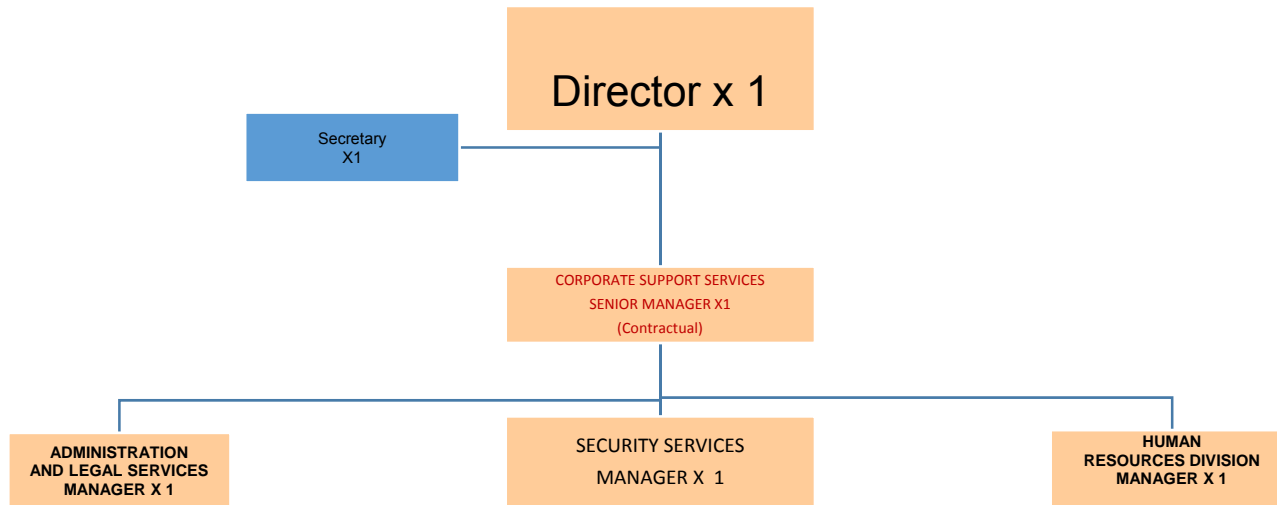 Director x 1
Secretary
X1
CORPORATE SUPPORT SERVICES
SENIOR MANAGER X1
(Contractual)
ADMINISTRATION
AND LEGAL SERVICES
MANAGER X 1
SECURITY SERVICES
MANAGER X 1
HUMAN
RESOURCES DIVISION
MANAGER X 1